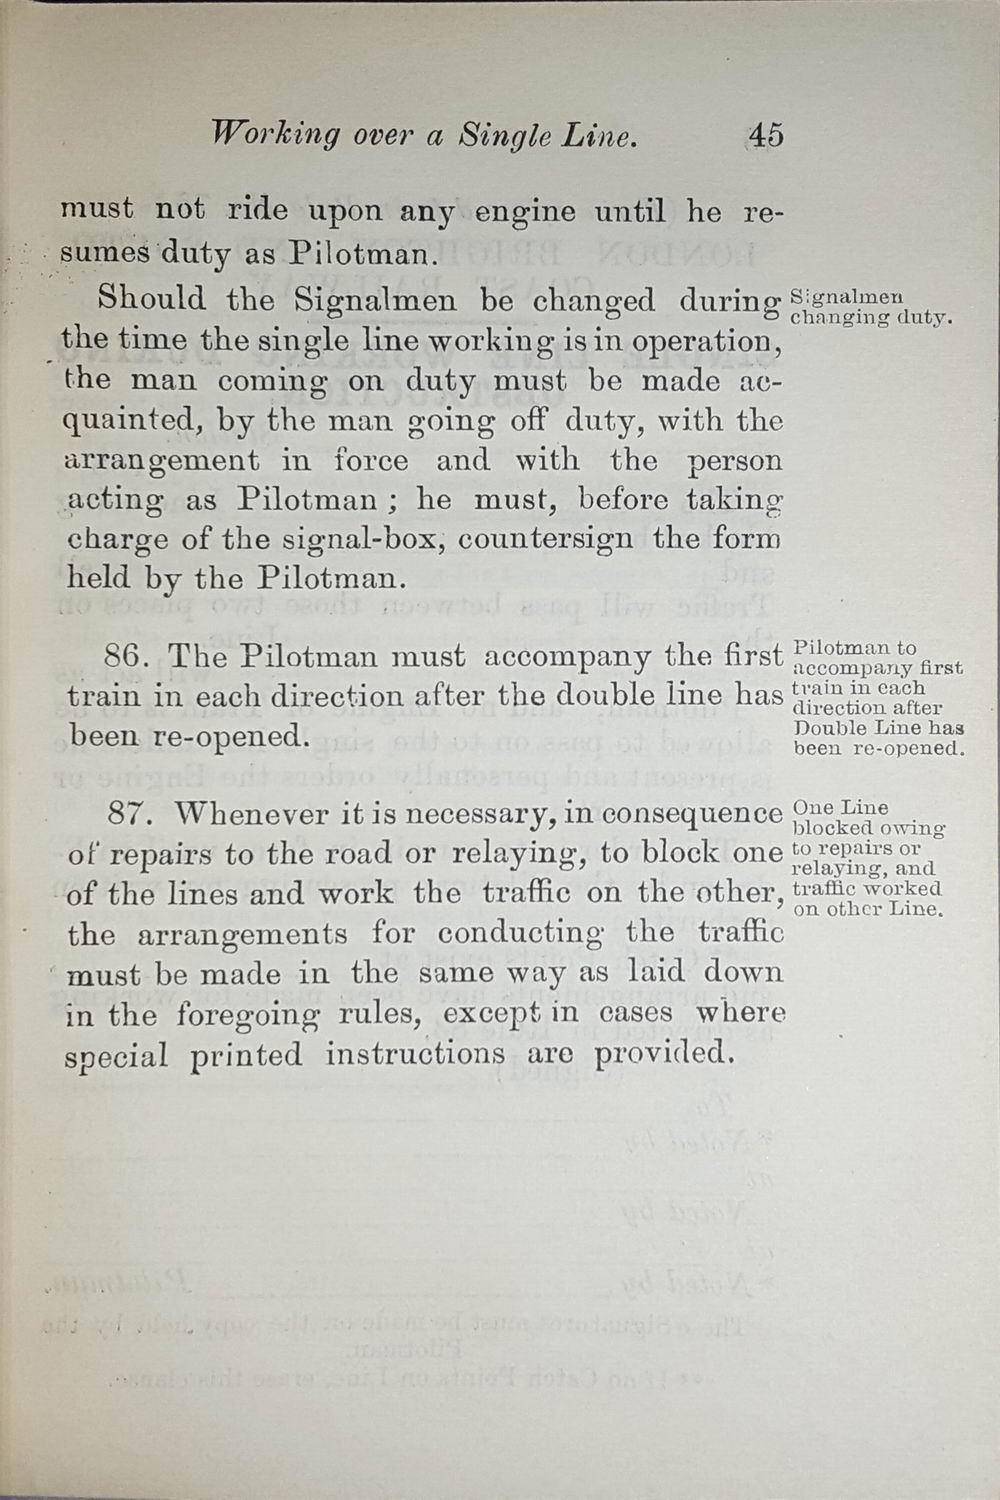 Working over a Single Line. 45
must not ride upon any engine until he re-
sumes duty as Pilotman.
Should the Signalmen be changed during
the time the single line working is in operation,
the man coming on duty must be made ac-
quainted, by the man going off duty, with the
arrangement in force and with the person
acting as Pilotman ; he must, before taking
charge of the signal-box, countersign the form
held by the Pilotman.
Signalmen
changing duty.
86. The Pilotman must accompany the first
train in each direction after the double line has
been re-opened.
Pilotman to
accompany first
train in each
direction after
Double Line has
been re-opened.
87. Whenever it is necessary, in consequence
of repairs to the road or relaying, to block one
of the lines and work the traffic on the other,
the arrangements for conducting the traffic
must be made in the same way as laid down
in the foregoing rules, except in cases where
special printed instructions are provided.
One Line
blocked owing
to repairs or
relaying, and
traffic worked
on other Line.